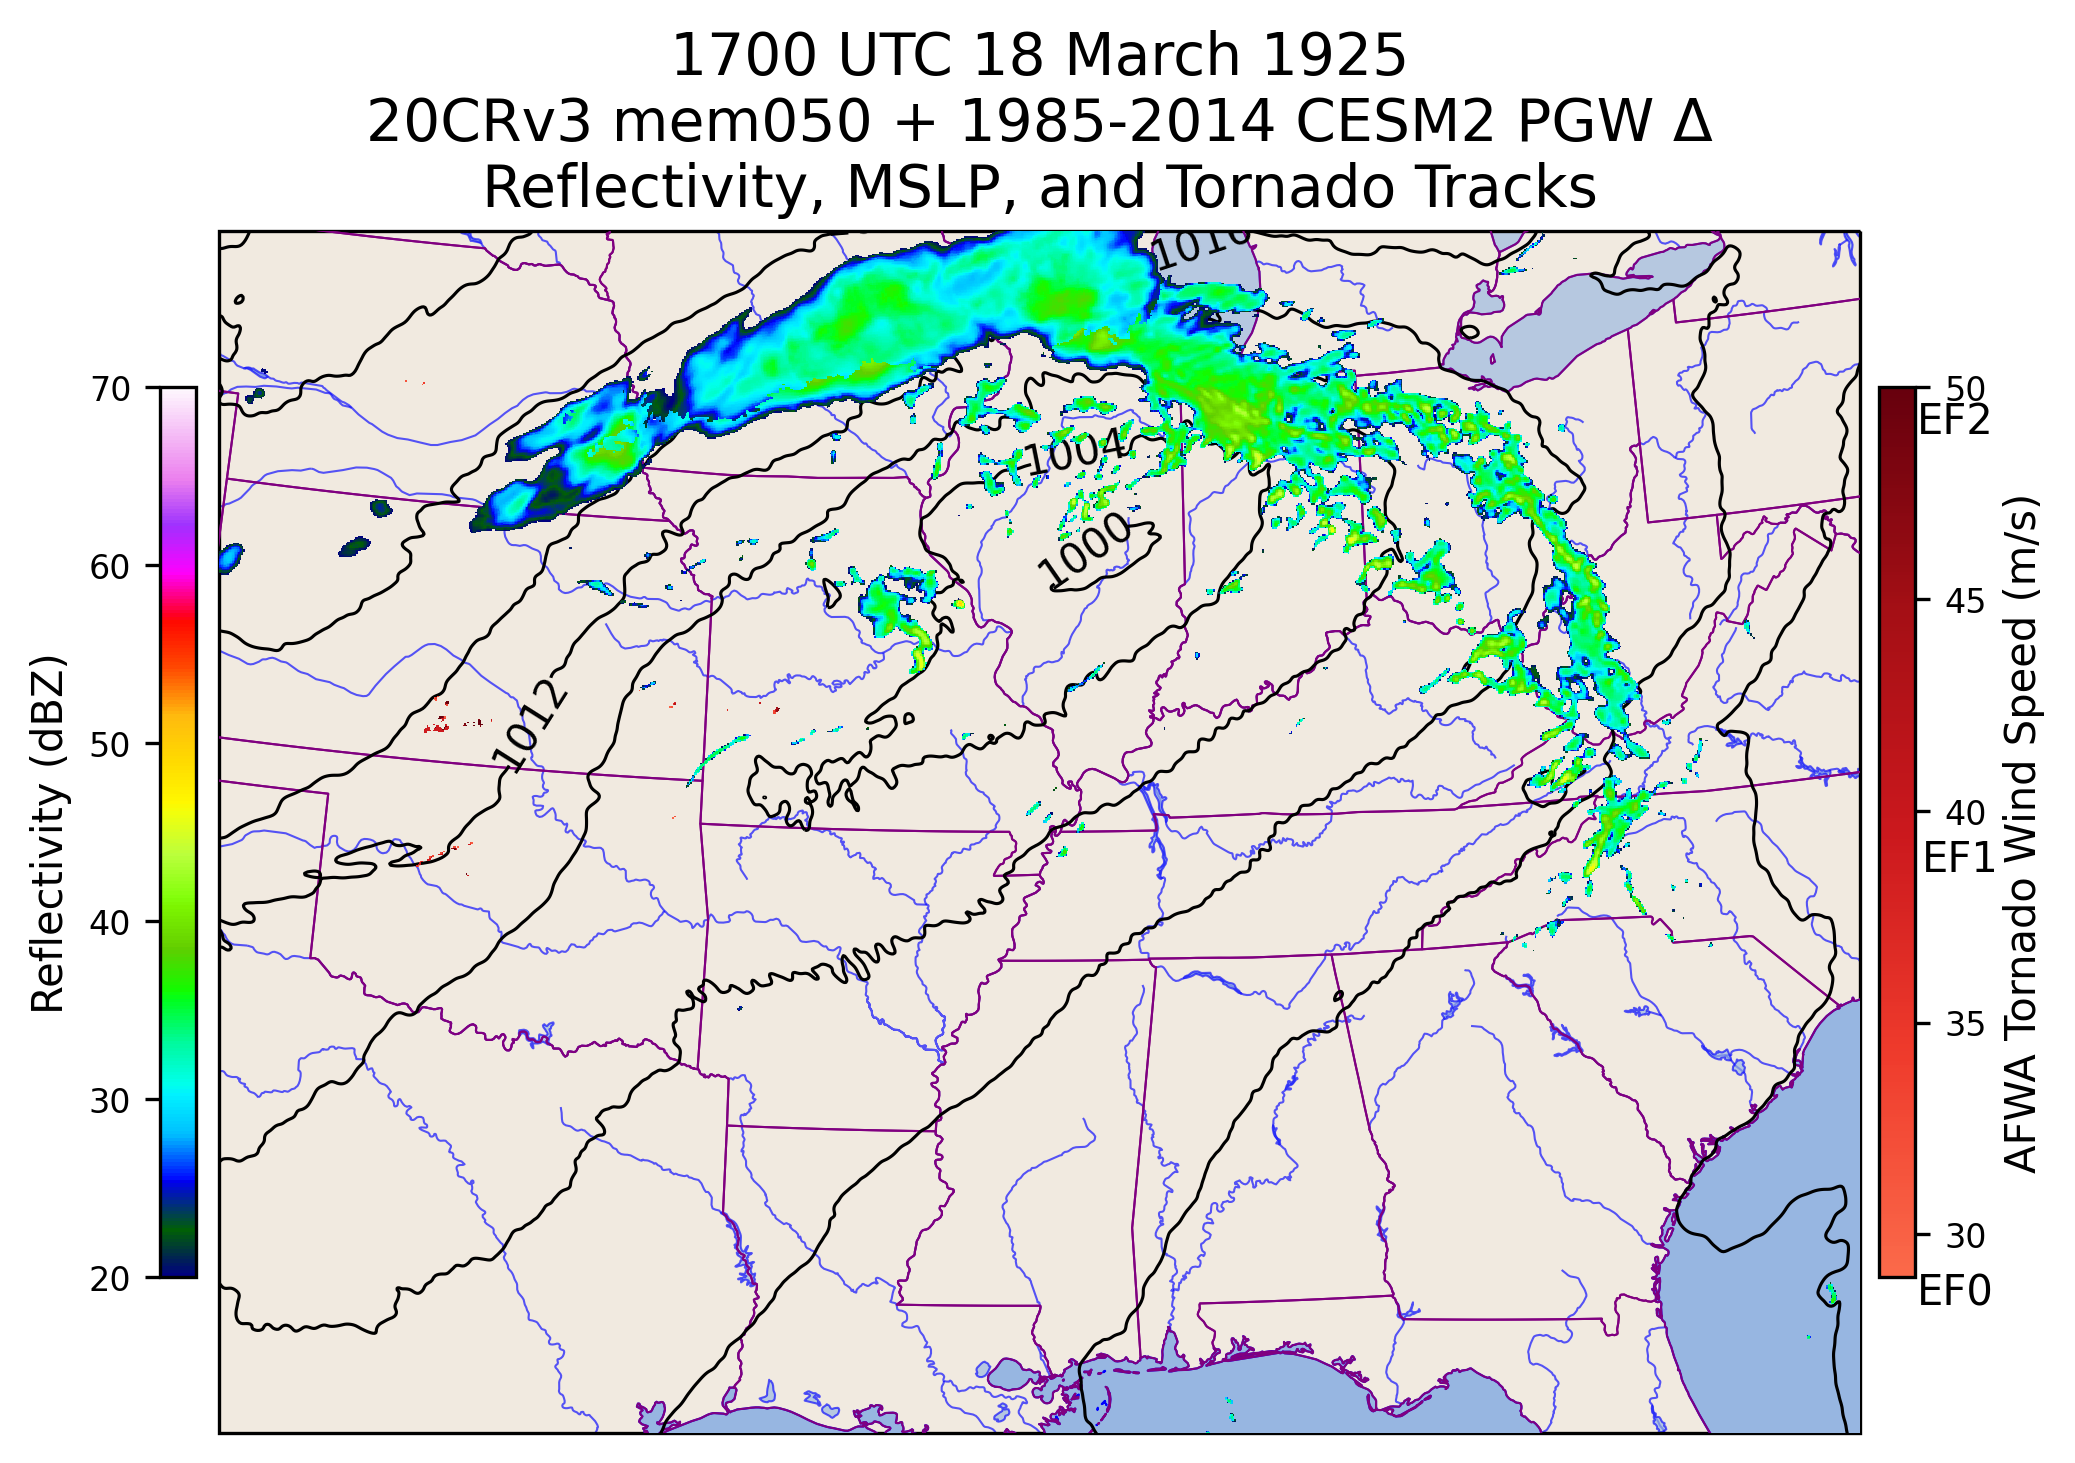 1700 UTC 18 March 1925
20CRv3 mem050 + 1985-2014 CESM2 PGW Δ
Reflectivity, MSLP, and Tornado Tracks
1004
1000
1012
Reflectivity (dBZ)
70
60
50
40
30
20
50
EF2
45
40
EF1
35
30
EF0
AFWA Tornado Wind Speed (m/s)